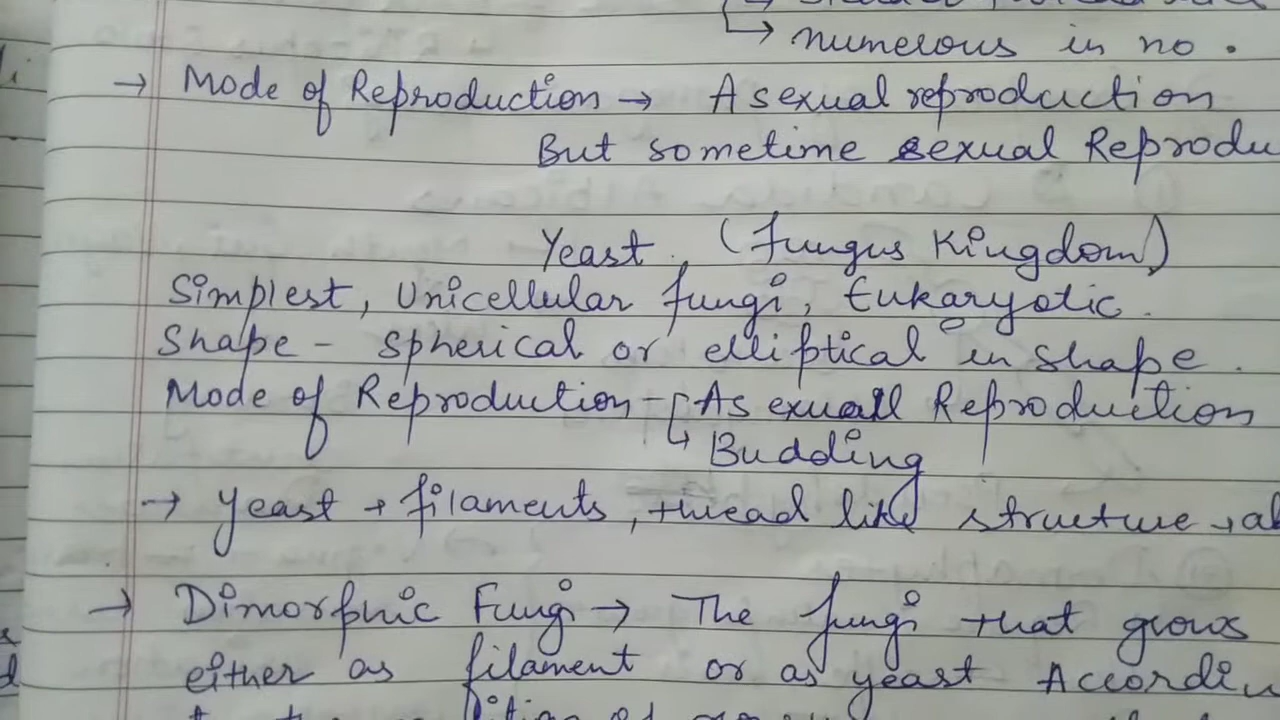 → numerous in no.
→ Mode of Reproduction → Asexual reproduction
But sometime sexual Reprodu
Yeast (Fungus Kingdom)
Simplest, Unicellular fungi, Eukaryotic.
Shape - Spherical or elliptical in shape.
Mode of Reproduction - Asexuall Reproduction
↳ Budding
→ Yeast → filaments, thread like structure → al
→ Dimorphic Fungi → The fungi that grows
either as filament or as yeast Accordin